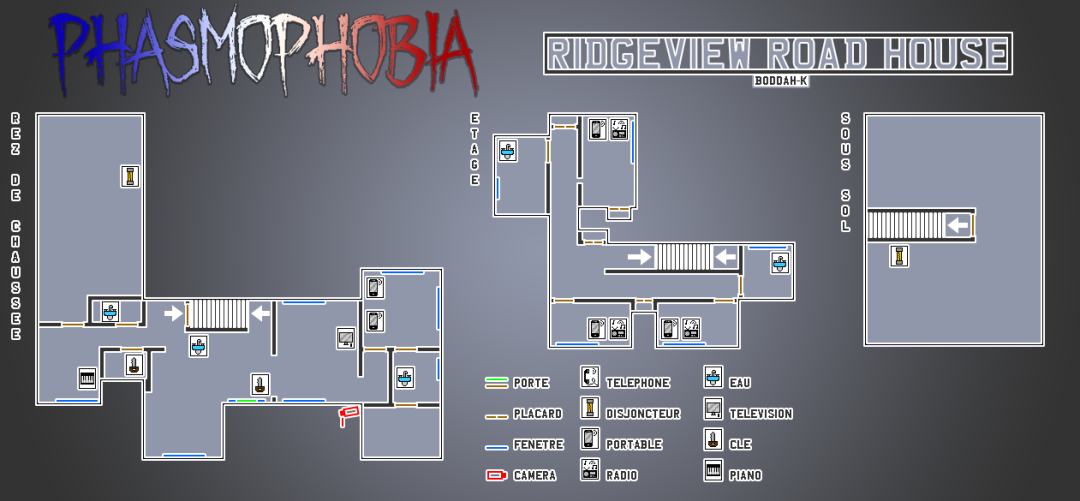 PHASMOPHOBIA
RIDGEVIEW ROAD HOUSE
BODDAH-K
REZ DE CHAUSSEE
ETAGE
SOUS SOL
PORTE
TELEPHONE
EAU
PLACARD
DISJONCTEUR
TELEVISION
FENETRE
PORTABLE
CLE
CAMERA
RADIO
PIANO